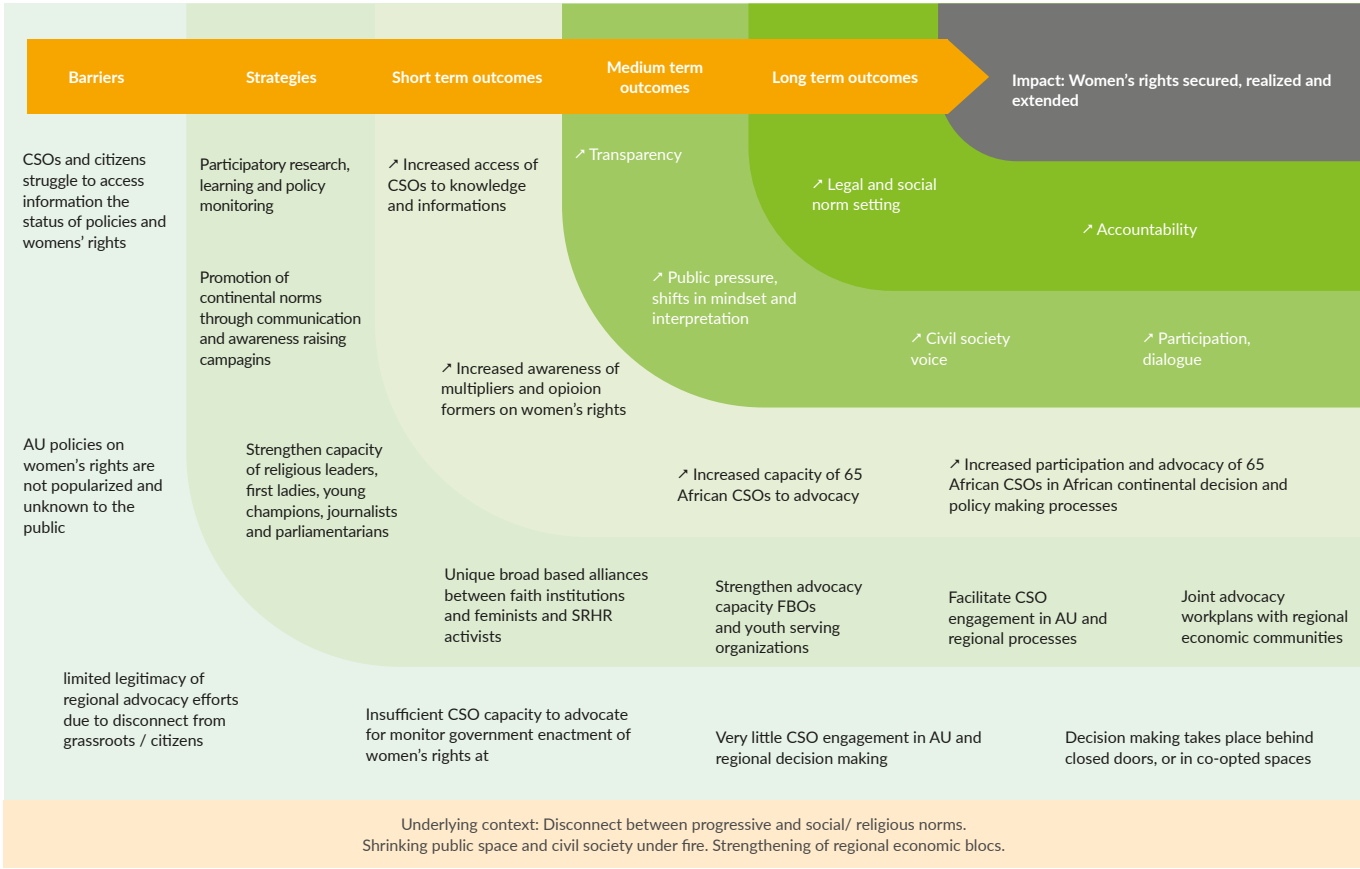 Barriers
Strategies
Short term outcomes
Medium term
outcomes
Long term outcomes
Impact: Women’s rights secured, realized and
extended
CSOs and citizens
struggle to access
information the
status of policies and
womens’ rights
Participatory research,
learning and policy
monitoring
↗ Increased access of
CSOs to knowledge
and informations
↗ Transparency
↗ Legal and social
norm setting
↗ Accountability
Promotion of
continental norms
through communication
and awareness raising
campagins
↗ Public pressure,
shifts in mindset and
interpretation
↗ Civil society
voice
↗ Participation,
dialogue
↗ Increased awareness of
multipliers and opioion
formers on women’s rights
AU policies on
women’s rights are
not popularized and
unknown to the
public
Strengthen capacity
of religious leaders,
first ladies, young
champions, journalists
and parliamentarians
↗ Increased capacity of 65
African CSOs to advocacy
↗ Increased participation and advocacy of 65
African CSOs in African continental decision and
policy making processes
Unique broad based alliances
between faith institutions
and feminists and SRHR
activists
Strengthen advocacy
capacity FBOs
and youth serving
organizations
Facilitate CSO
engagement in AU and
regional processes
Joint advocacy
workplans with regional
economic communities
limited legitimacy of
regional advocacy efforts
due to disconnect from
grassroots / citizens
Insufficient CSO capacity to advocate
for monitor government enactment of
women’s rights at
Very little CSO engagement in AU and
regional decision making
Decision making takes place behind
closed doors, or in co-opted spaces
Underlying context: Disconnect between progressive and social/ religious norms.
Shrinking public space and civil society under fire. Strengthening of regional economic blocs.